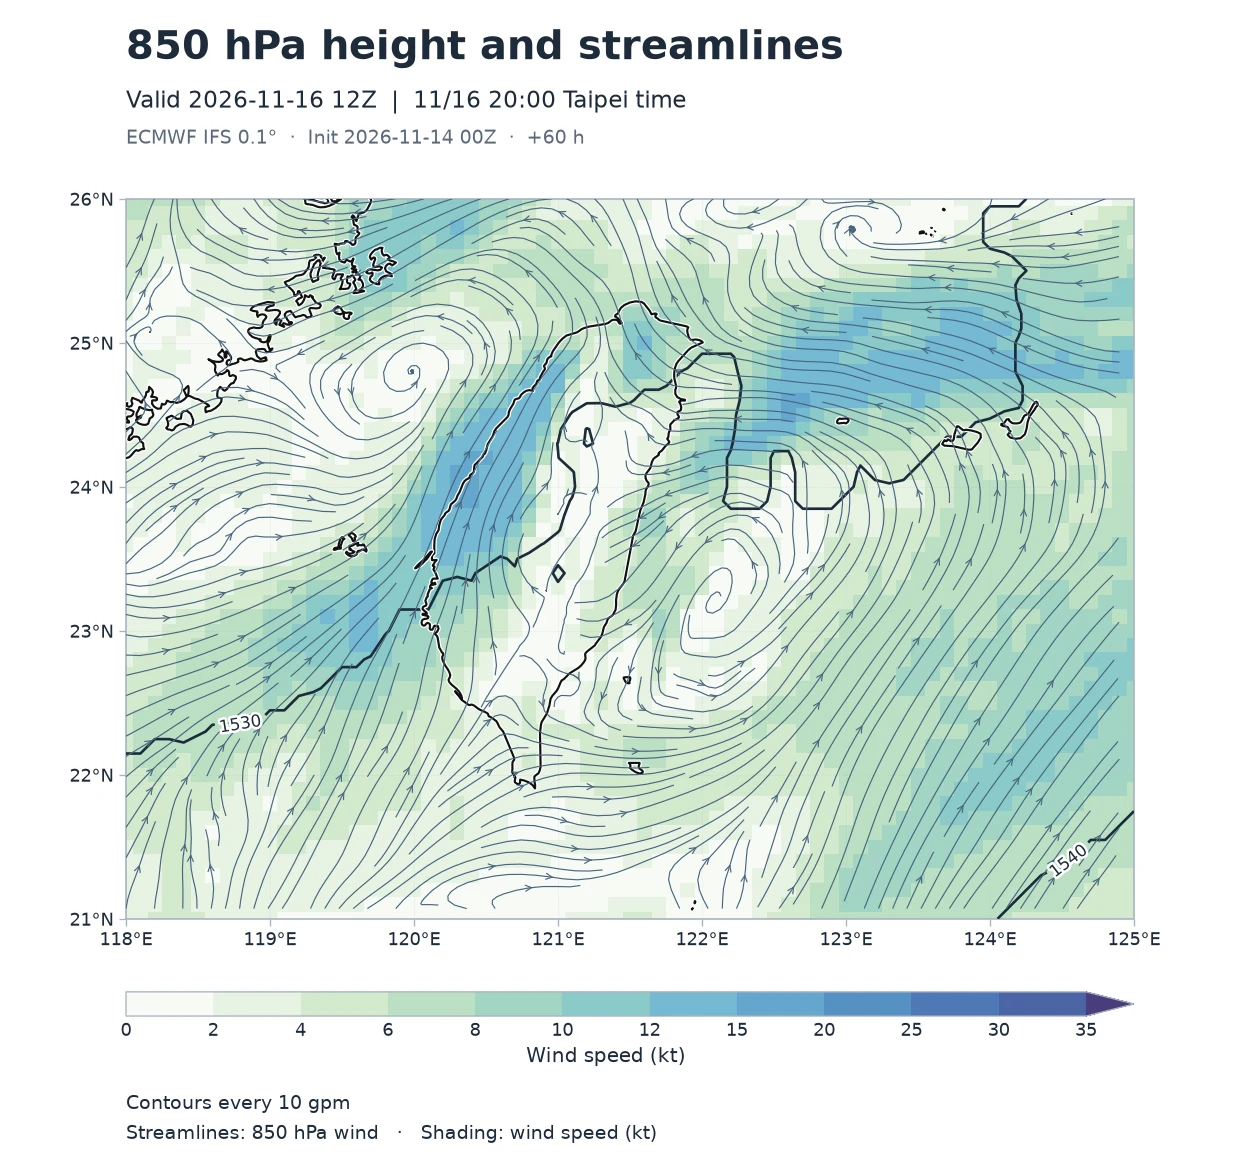 850 hPa height and streamlines
Valid 2026-11-16 12Z | 11/16 20:00 Taipei time
ECMWF IFS 0.1° · Init 2026-11-14 00Z · +60 h
26°N
25°N
24°N
23°N
22°N
21°N
1530
1540
118°E 119°E 120°E 121°E 122°E 123°E 124°E 125°E
0 2 4 6 8 10 12 15 20 25 30 35
Wind speed (kt)
Contours every 10 gpm
Streamlines: 850 hPa wind · Shading: wind speed (kt)